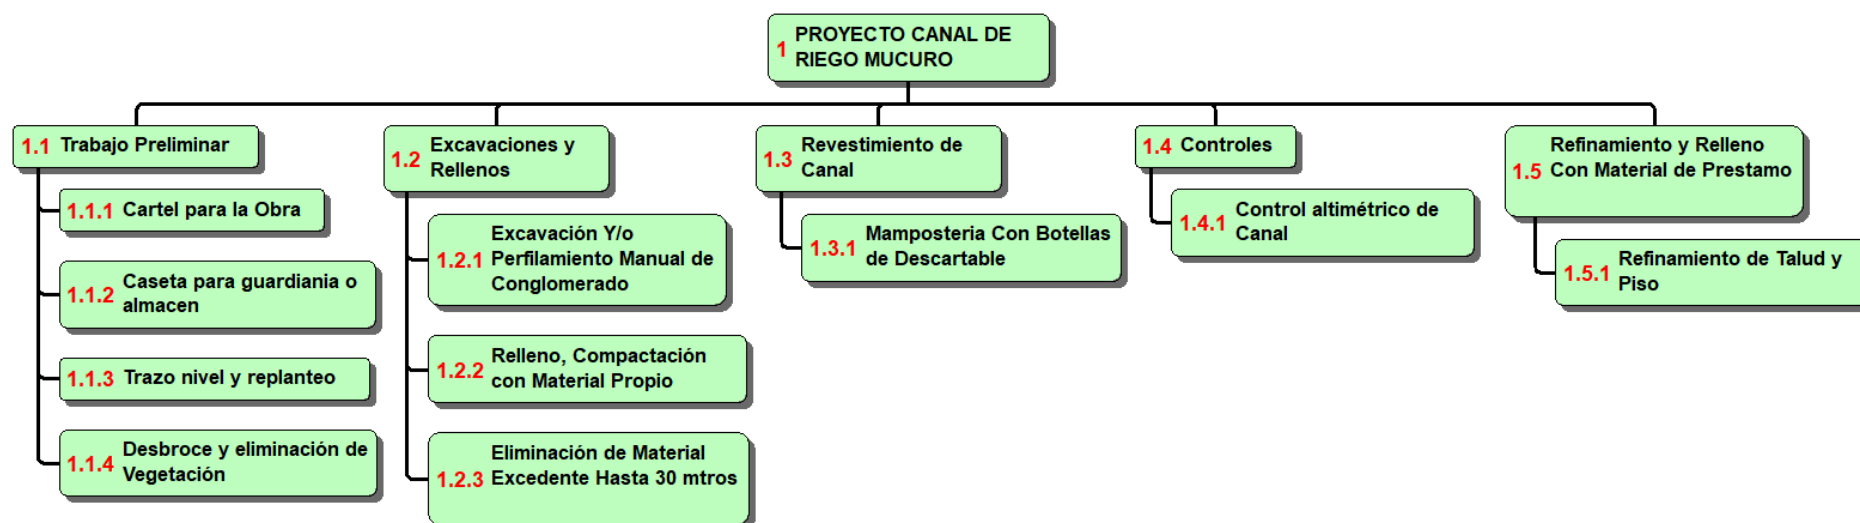 1 PROYECTO CANAL DE
RIEGO MUCURO
1.1 Trabajo Preliminar
1.1.1 Cartel para la Obra
1.1.2 Caseta para guardiania o
almacen
1.1.3 Trazo nivel y replanteo
1.1.4 Desbroce y eliminación de
Vegetación
1.2 Excavaciones y
Rellenos
1.2.1 Excavación Y/o
Perfilamiento Manual de
Conglomerado
1.2.2 Relleno, Compactación
con Material Propio
1.2.3 Eliminación de Material
Excedente Hasta 30 mtros
1.3 Revestimiento de
Canal
1.3.1 Mamposteria Con Botellas
de Descartable
1.4 Controles
1.4.1 Control altimétrico de
Canal
1.5 Refinamiento y Relleno
Con Material de Prestamo
1.5.1 Refinamiento de Talud y
Piso